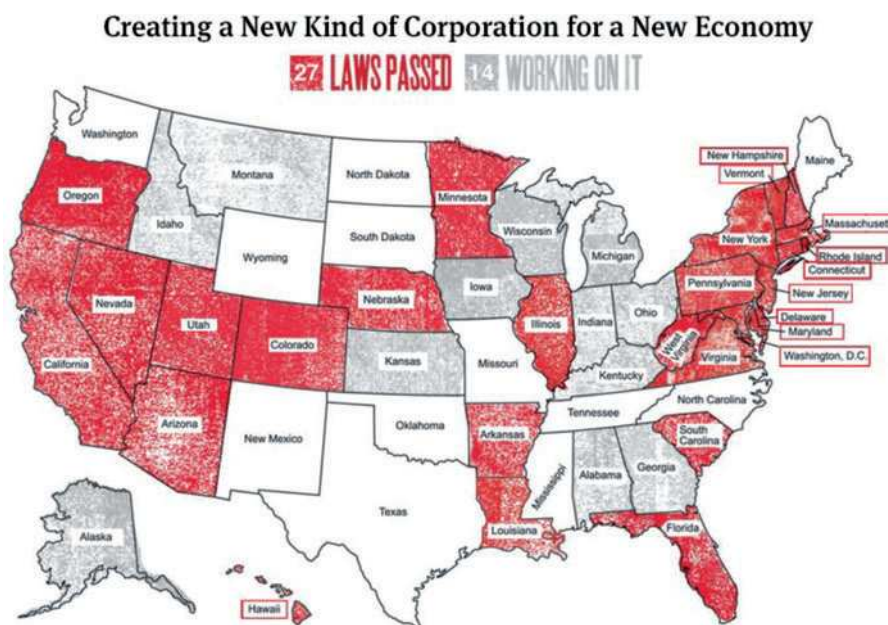 Creating a New Kind of Corporation for a New Economy
27 LAWS PASSED 14 WORKING ON IT
Washington
Montana
North Dakota
Minnesota
New Hampshire
Vermont
Maine
Oregon
Idaho
Wyoming
South Dakota
Wisconsin
Michigan
New York
Massachuset
Rhode Island
Connecticut
Pennsylvania
New Jersey
Nevada
Utah
Colorado
Nebraska
Iowa
Illinois
Indiana
Ohio
West
Virginia
Virginia
Delaware
Maryland
Washington, D.C.
California
Kansas
Missouri
Kentucky
North Carolina
Arizona
New Mexico
Oklahoma
Arkansas
Tennessee
South
Carolina
Texas
Louisiana
Mississippi
Alabama
Georgia
Florida
Alaska
Hawaii